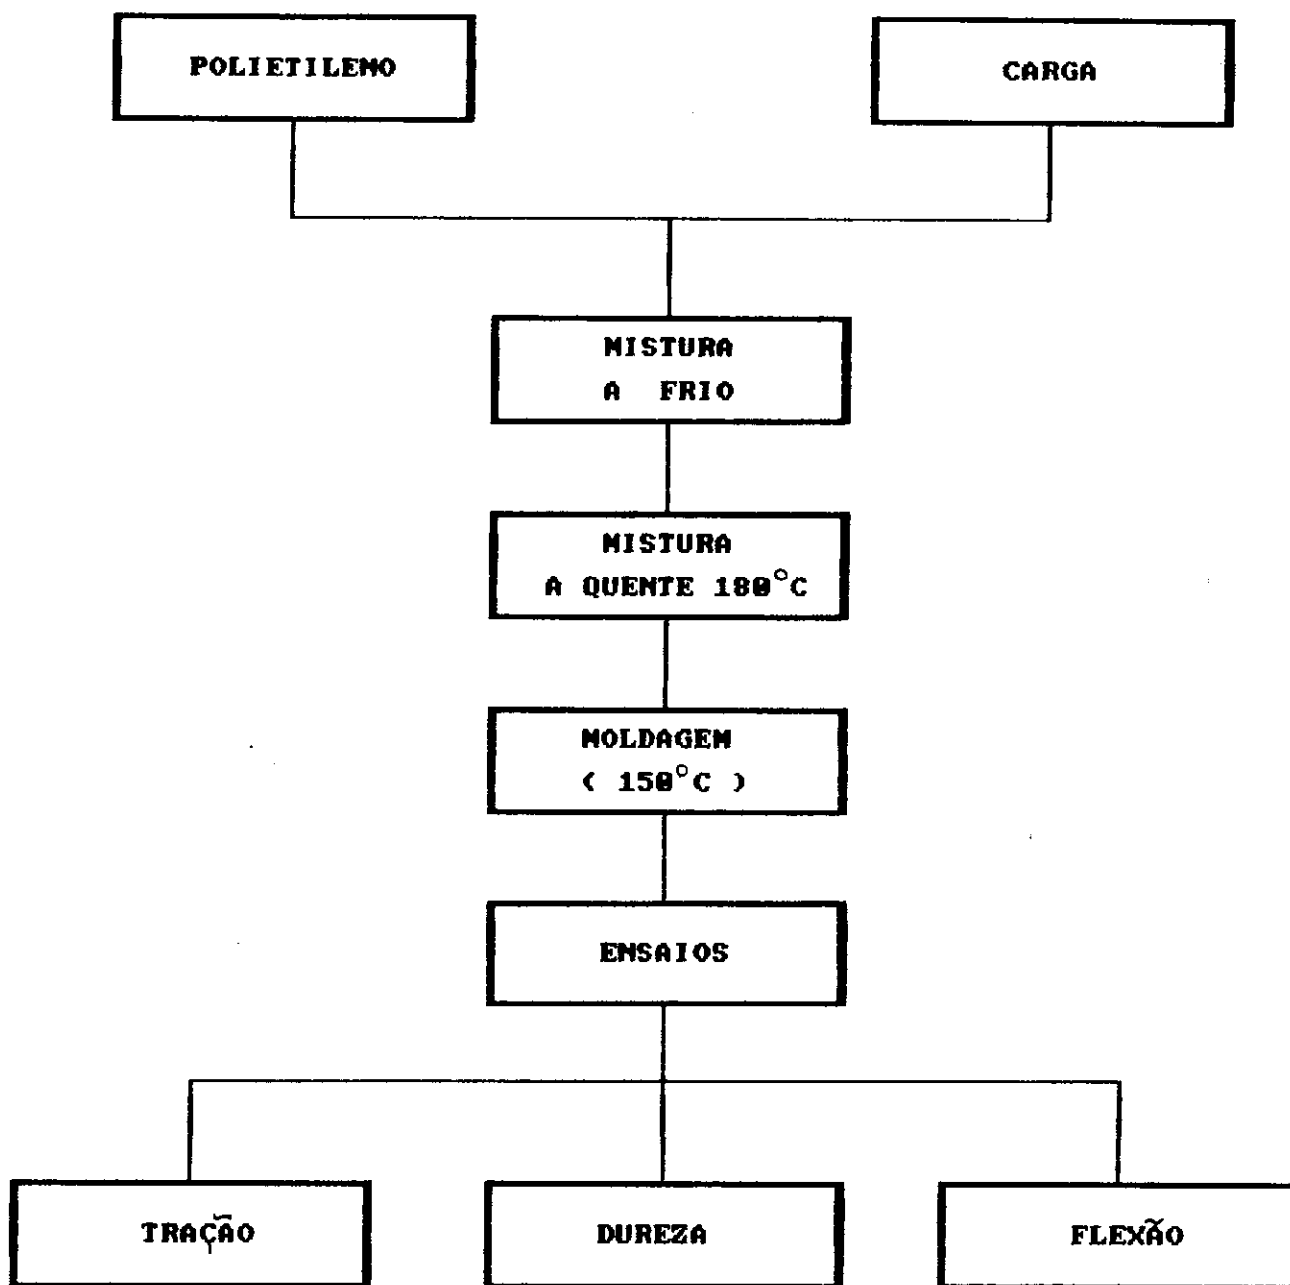 POLIETILENO
CARGA
MISTURA
A FRIO
MISTURA
A QUENTE 180°C
MOLDAGEM
( 150°C )
ENSAIOS
TRAÇÃO
DUREZA
FLEXÃO